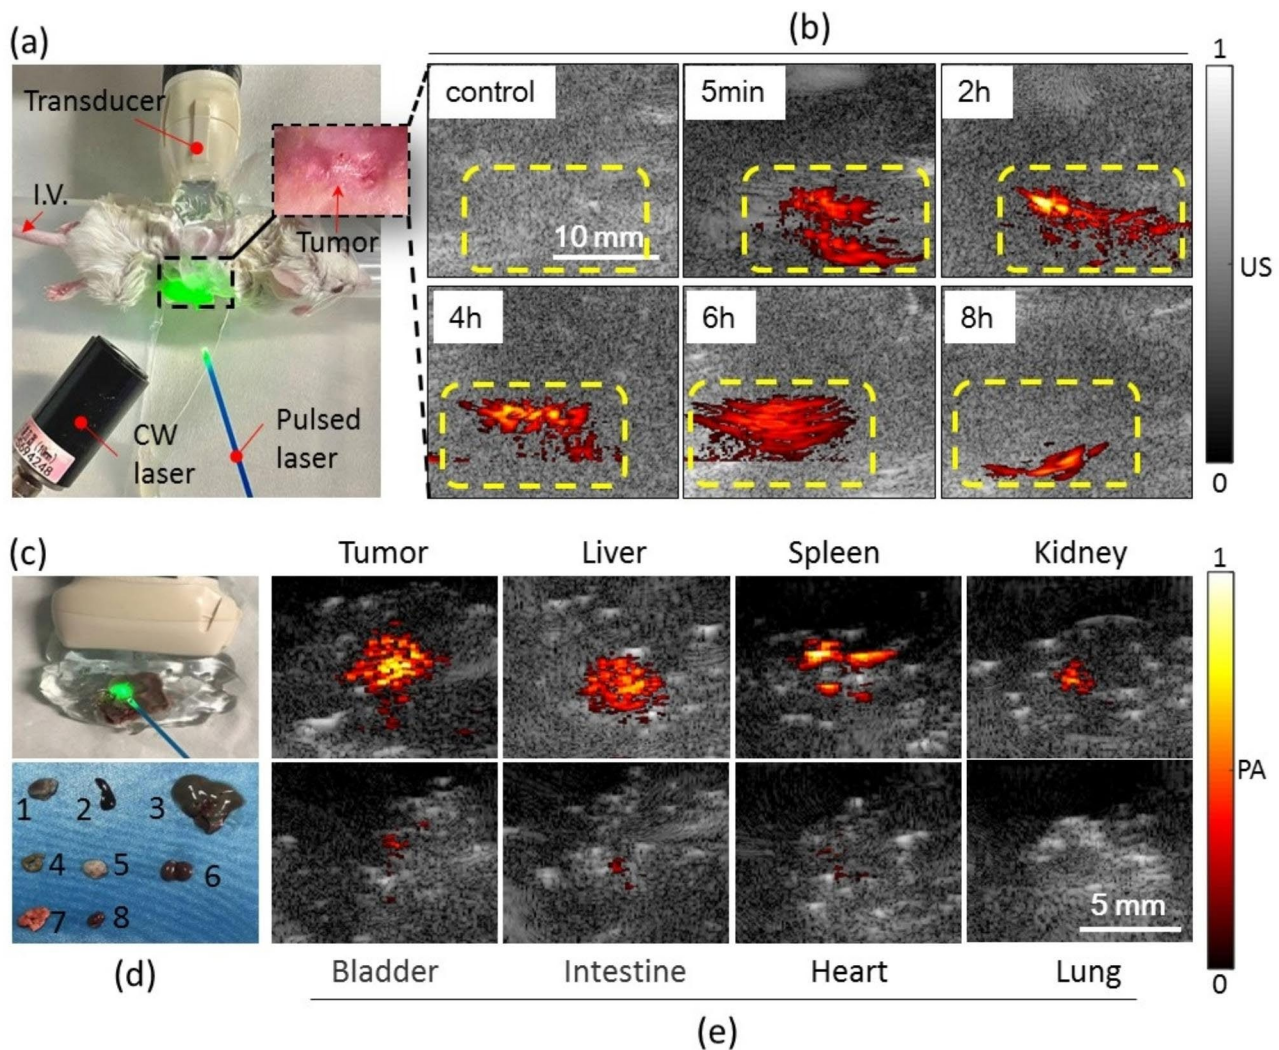 (a)
Transducer
I.V.
Tumor
CW
laser
Pulsed
laser
(b)
control
5min
2h
10 mm
4h
6h
8h
1
US
0
(c)
Tumor
Liver
Spleen
Kidney
1
2
3
4
5
6
7
8
(d)
5 mm
Bladder
Intestine
Heart
Lung
(e)
1
PA
0